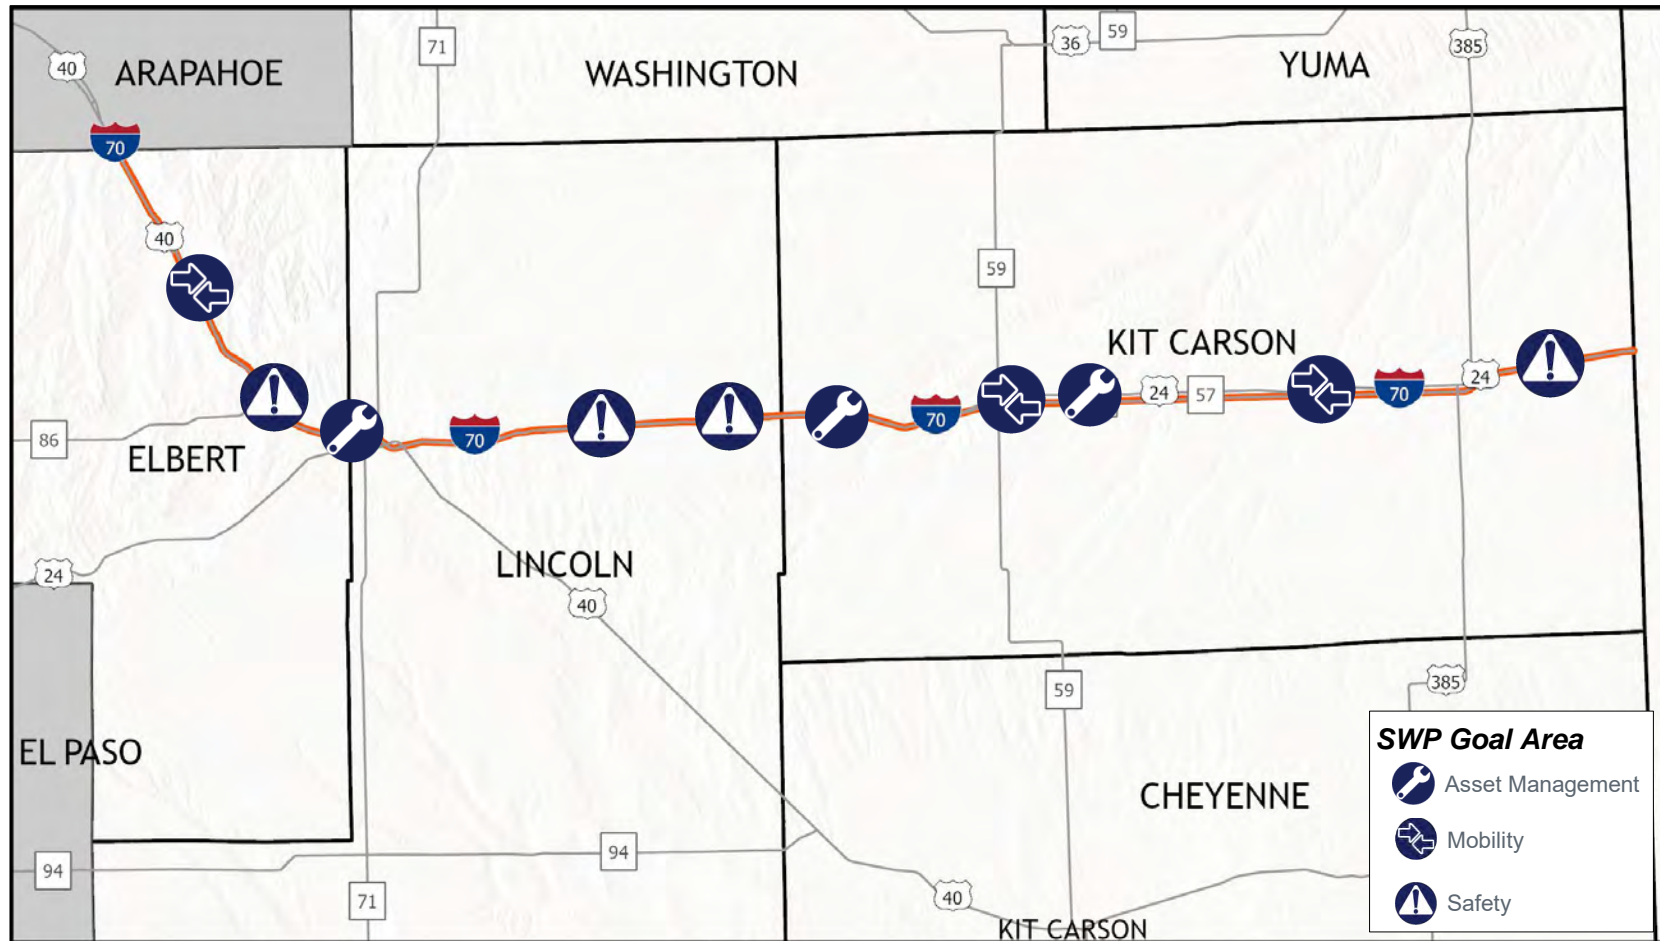 71
59
36
385
40
ARAPAHOE
WASHINGTON
YUMA
70
40
59
KIT CARSON
24
24
57
70
70
70
86
ELBERT
LINCOLN
24
40
59
385
SWP Goal Area
EL PASO
Asset Management
CHEYENNE
Mobility
94
94
71
40
Safety
KIT CARSON